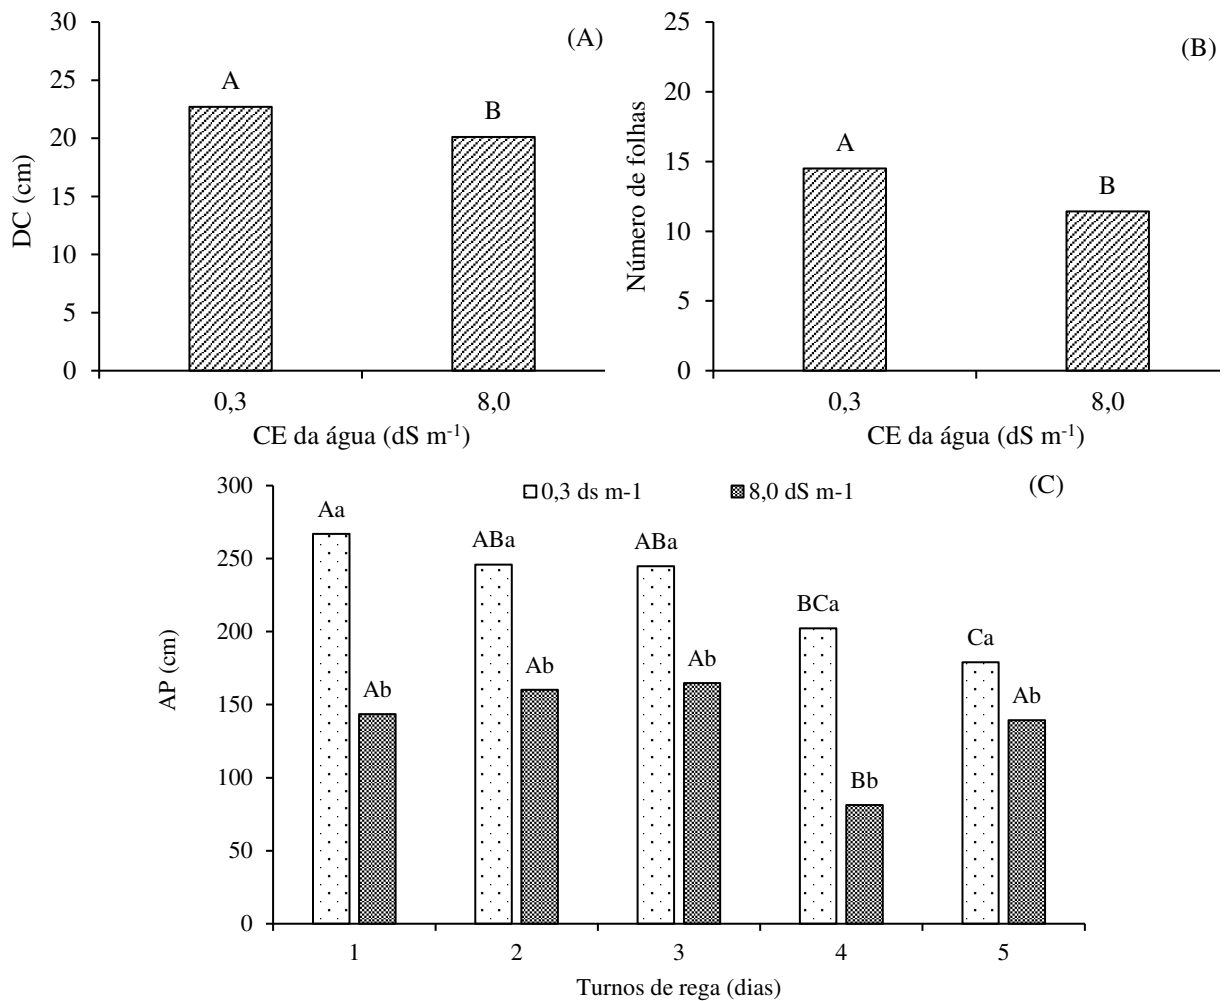 (A)
30
25
20
15
10
5
0
DC (cm)
A
B
0,3
8,0
CE da água (dS m-1)
(B)
25
20
15
10
5
0
Número de folhas
A
B
0,3
8,0
CE da água (dS m-1)
(C)
0,3 ds m-1
8,0 dS m-1
300
250
200
150
100
50
0
AP (cm)
Aa
Ab
ABa
Ab
ABa
Ab
BCa
Bb
Ca
Ab
1
2
3
4
5
Turnos de rega (dias)